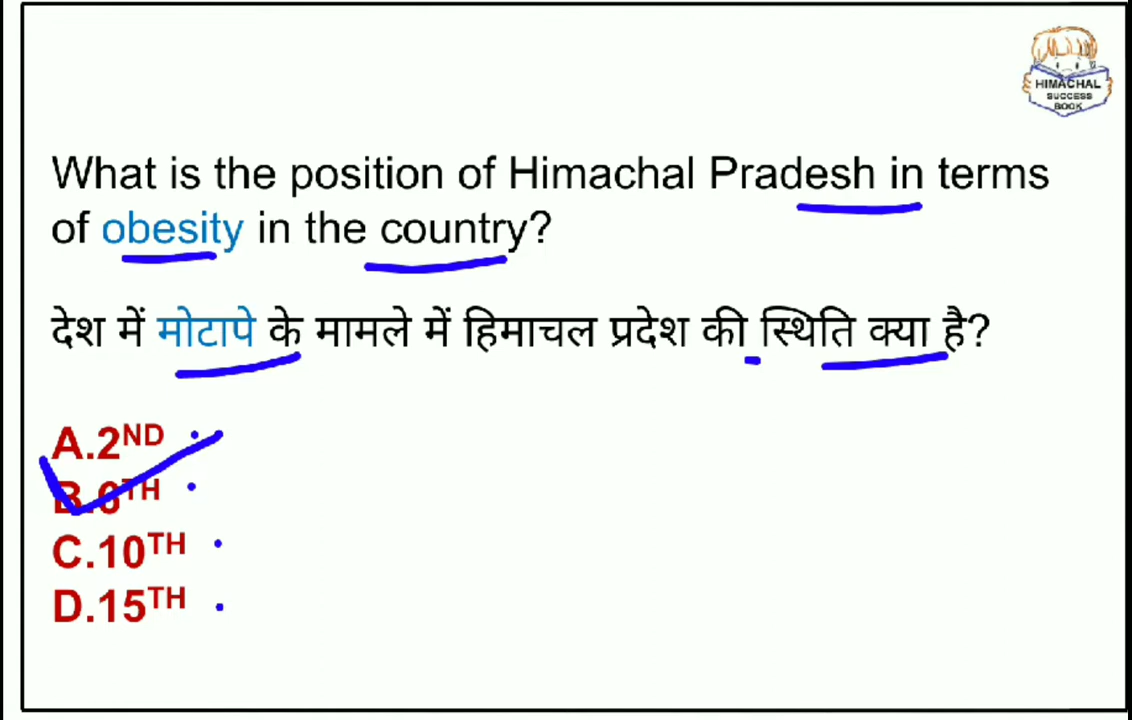 HIMACHAL
SUCCESS
BOOK
What is the position of Himachal Pradesh in terms
of obesity in the country?
देश में मोटापे के मामले में हिमाचल प्रदेश की स्थिति क्या है?
A.2ND
B.6TH
C.10TH
D.15TH